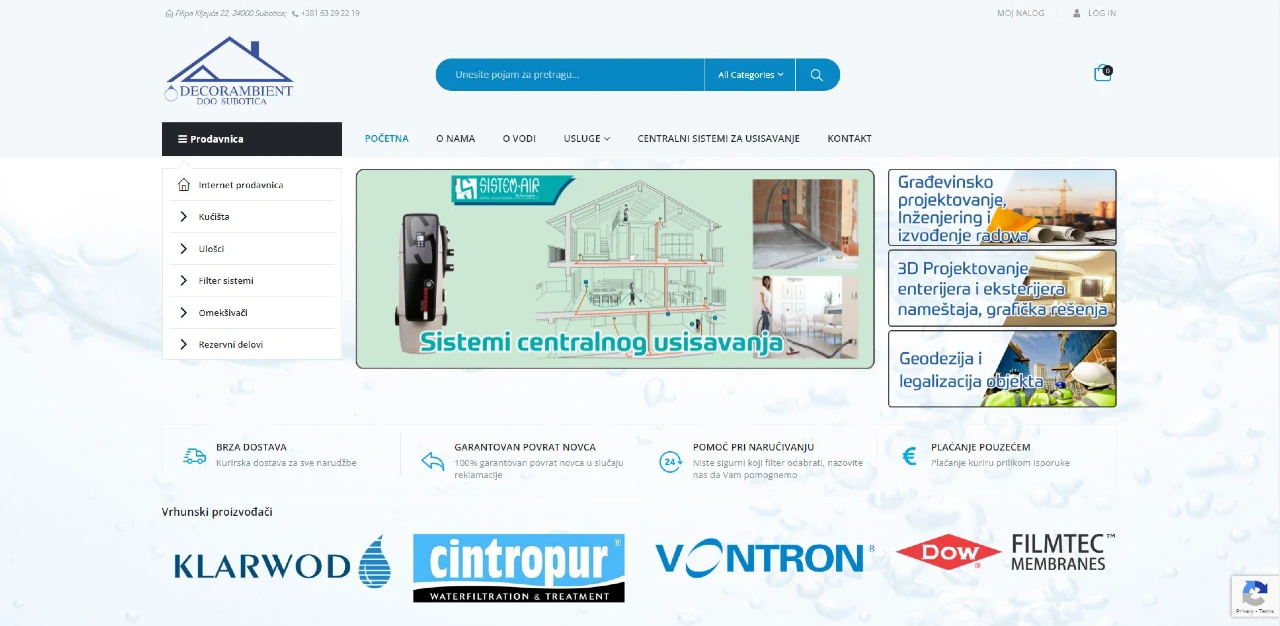 Filipa Kljajića 22, 24000 Subotica; +381 63 29 22 19
MOJ NALOG
LOG IN
DECORAMBIENT
DOO SUBOTICA
Unesite pojam za pretragu...
All Categories
0
Prodavnica
POČETNA
O NAMA
O VODI
USLUGE
CENTRALNI SISTEMI ZA USISAVANJE
KONTAKT
Internet prodavnica
Kućišta
Ulošci
Filter sistemi
Omekšivači
Rezervni delovi
SISTEM-AIR
Sistemi centralnog usisavanja
Građevinsko
projektovanje,
Inženjering i
izvođenje radova
3D Projektovanje
enterijera i eksterijera
nameštaja, grafička rešenja
Geodezija i
legalizacija objekta
BRZA DOSTAVA
Kurirska dostava za sve narudžbe
GARANTOVAN POVRAT NOVCA
100% garantovan povrat novca u slučaju
reklamacije
24
POMOĆ PRI NARUČIVANJU
Niste sigurni koji filter odabrati, nazovite
nas da Vam pomognemo
€
PLAĆANJE POUZEĆEM
Plaćanje kuriru prilikom isporuke
Vrhunski proizvođači
KLARWOD
cintropur®
WATERFILTRATION & TREATMENT
VONTRON®
DOW®
FILMTEC™
MEMBRANES
Privacy - Terms